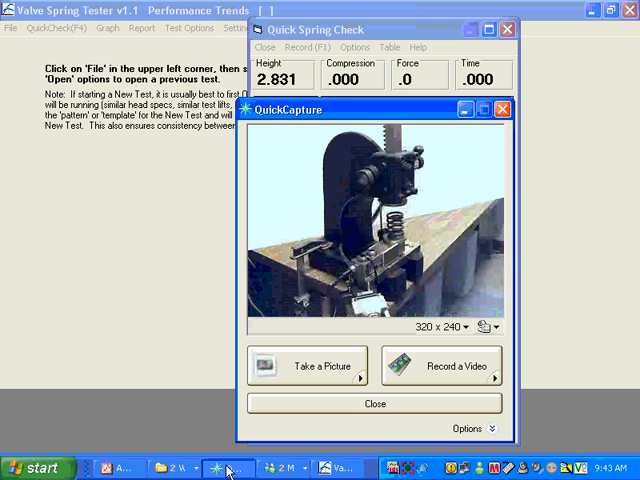 Valve Spring Tester v1.1 Performance Trends [ ]
File QuickCheck(F4) Graph Report Test Options
Click on 'File' in the upper left corner, then
'Open' options to open a previous test.
Note: If starting a New Test, it is usually best to first
will be running (similar head specs, similar test lifts,
the 'pattern' or 'template' for the New Test and will
New Test. This also ensures consistency between
Quick Spring Check
Close Record (F1) Options Table Help
Height Compression Force Time
2.831 .000 .0 .000
QuickCapture
320 x 240
Take a Picture Record a Video
Close
Options
start A... 2 2 M Va... 9:43 AM